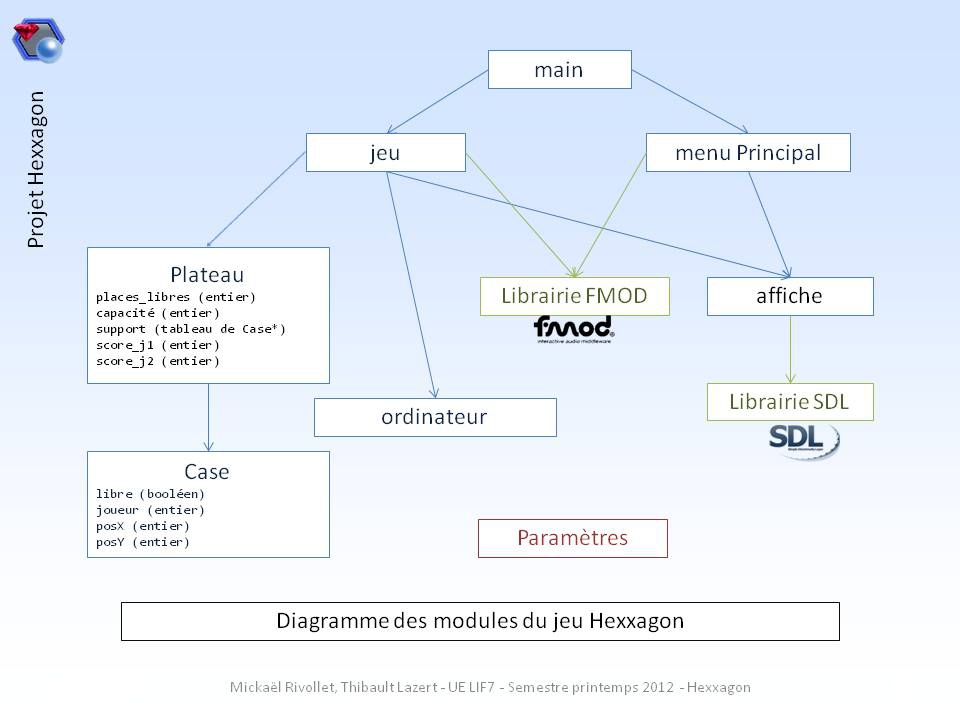 Projet Hexxagon
main
jeu
menu Principal
Plateau
places_libres (entier)
capacité (entier)
support (tableau de Case*)
score_j1 (entier)
score_j2 (entier)
Librairie FMOD
fmod
interactive audio middleware
affiche
ordinateur
Librairie SDL
SDL
Case
libre (booléen)
joueur (entier)
posX (entier)
posY (entier)
Paramètres
Diagramme des modules du jeu Hexxagon
Mickaël Rivollet, Thibault Lazert - UE LIF7 - Semestre printemps 2012 - Hexxagon